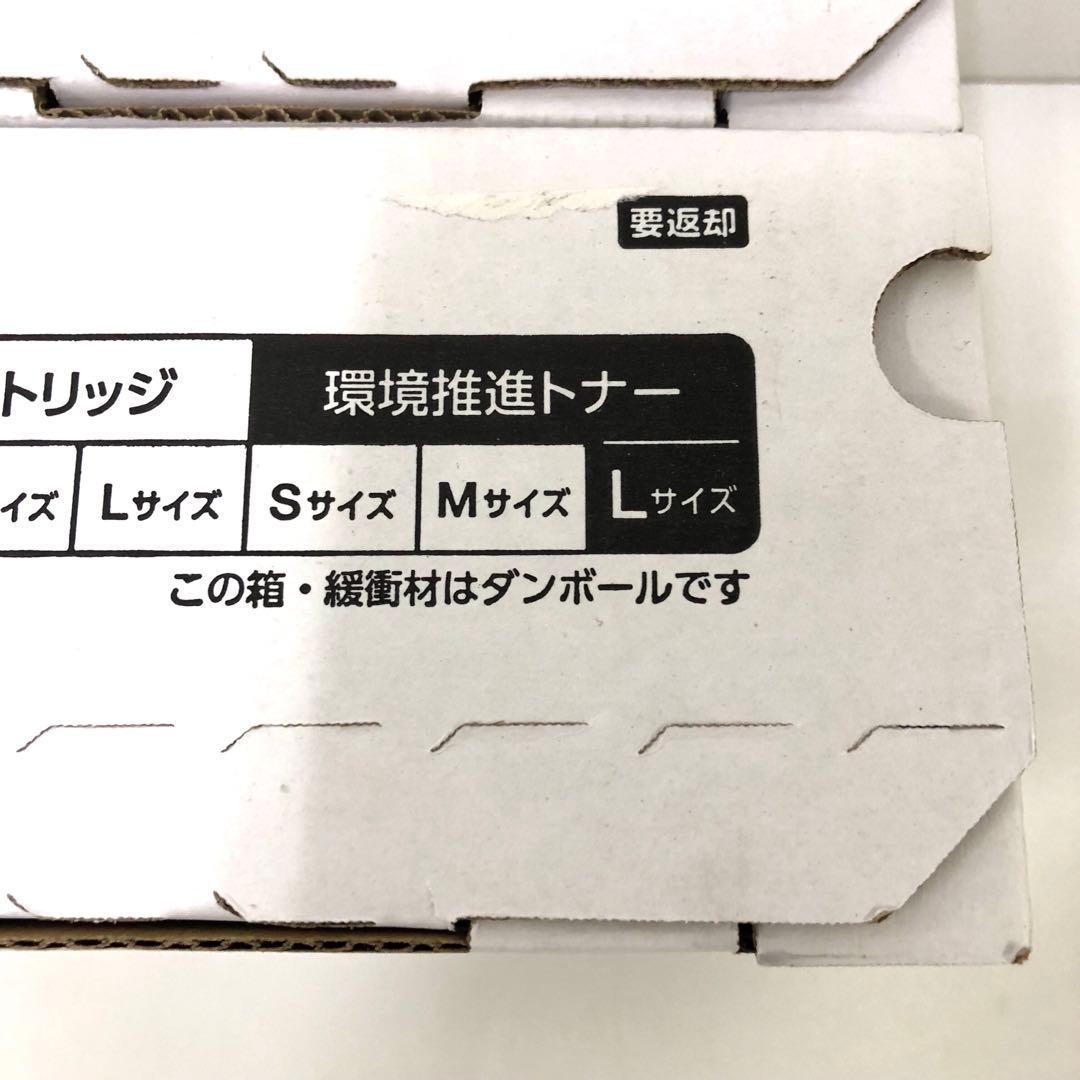 要返却
トリッジ
環境推進トナー
イズ
Lサイズ
Sサイズ
Mサイズ
Lサイズ
この箱・緩衝材はダンボールです